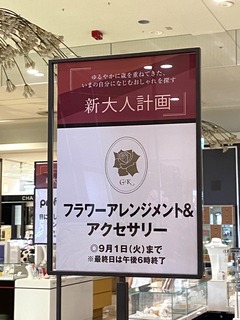 ゆるやかに歳を重ねてきた、
いまの自分になじむおしゃれを探す
新大人計画
フラワーアレンジメント&
アクセサリー
◎9月1日(火)まで
※最終日は午後6時終了
CHA